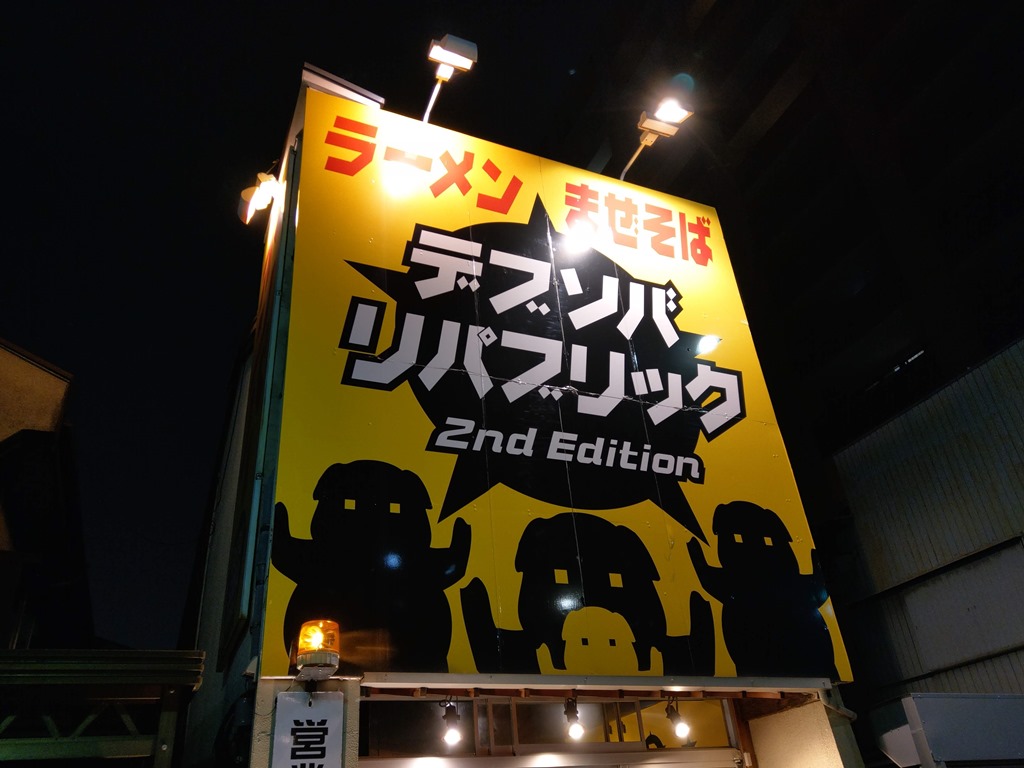 ラーメン まぜそば
デブソバ
リパブリック
2nd Edition
営